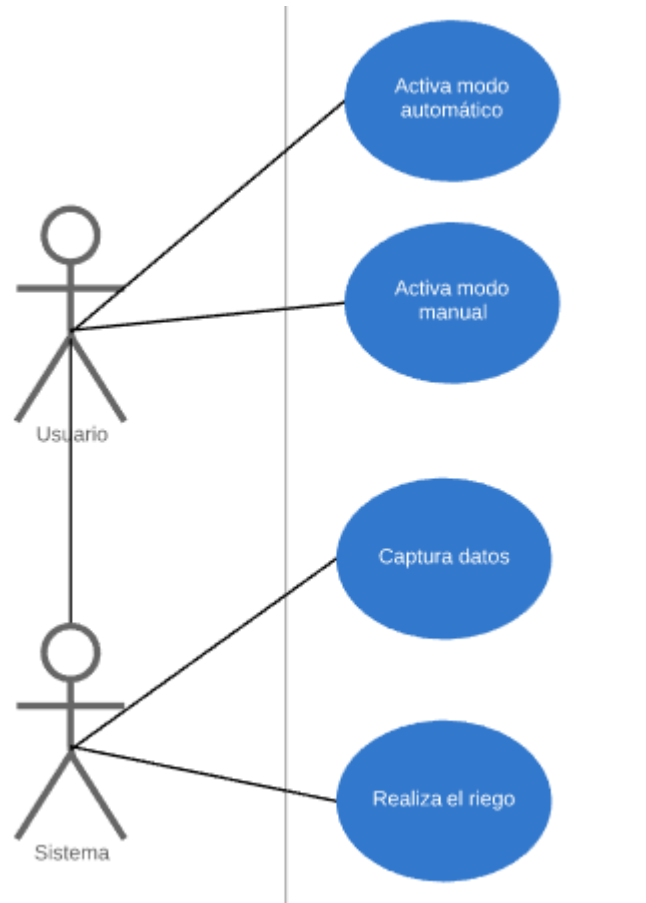 Activa modo
automático
Activa modo
manual
Usuario
Captura datos
Realiza el riego
Sistema